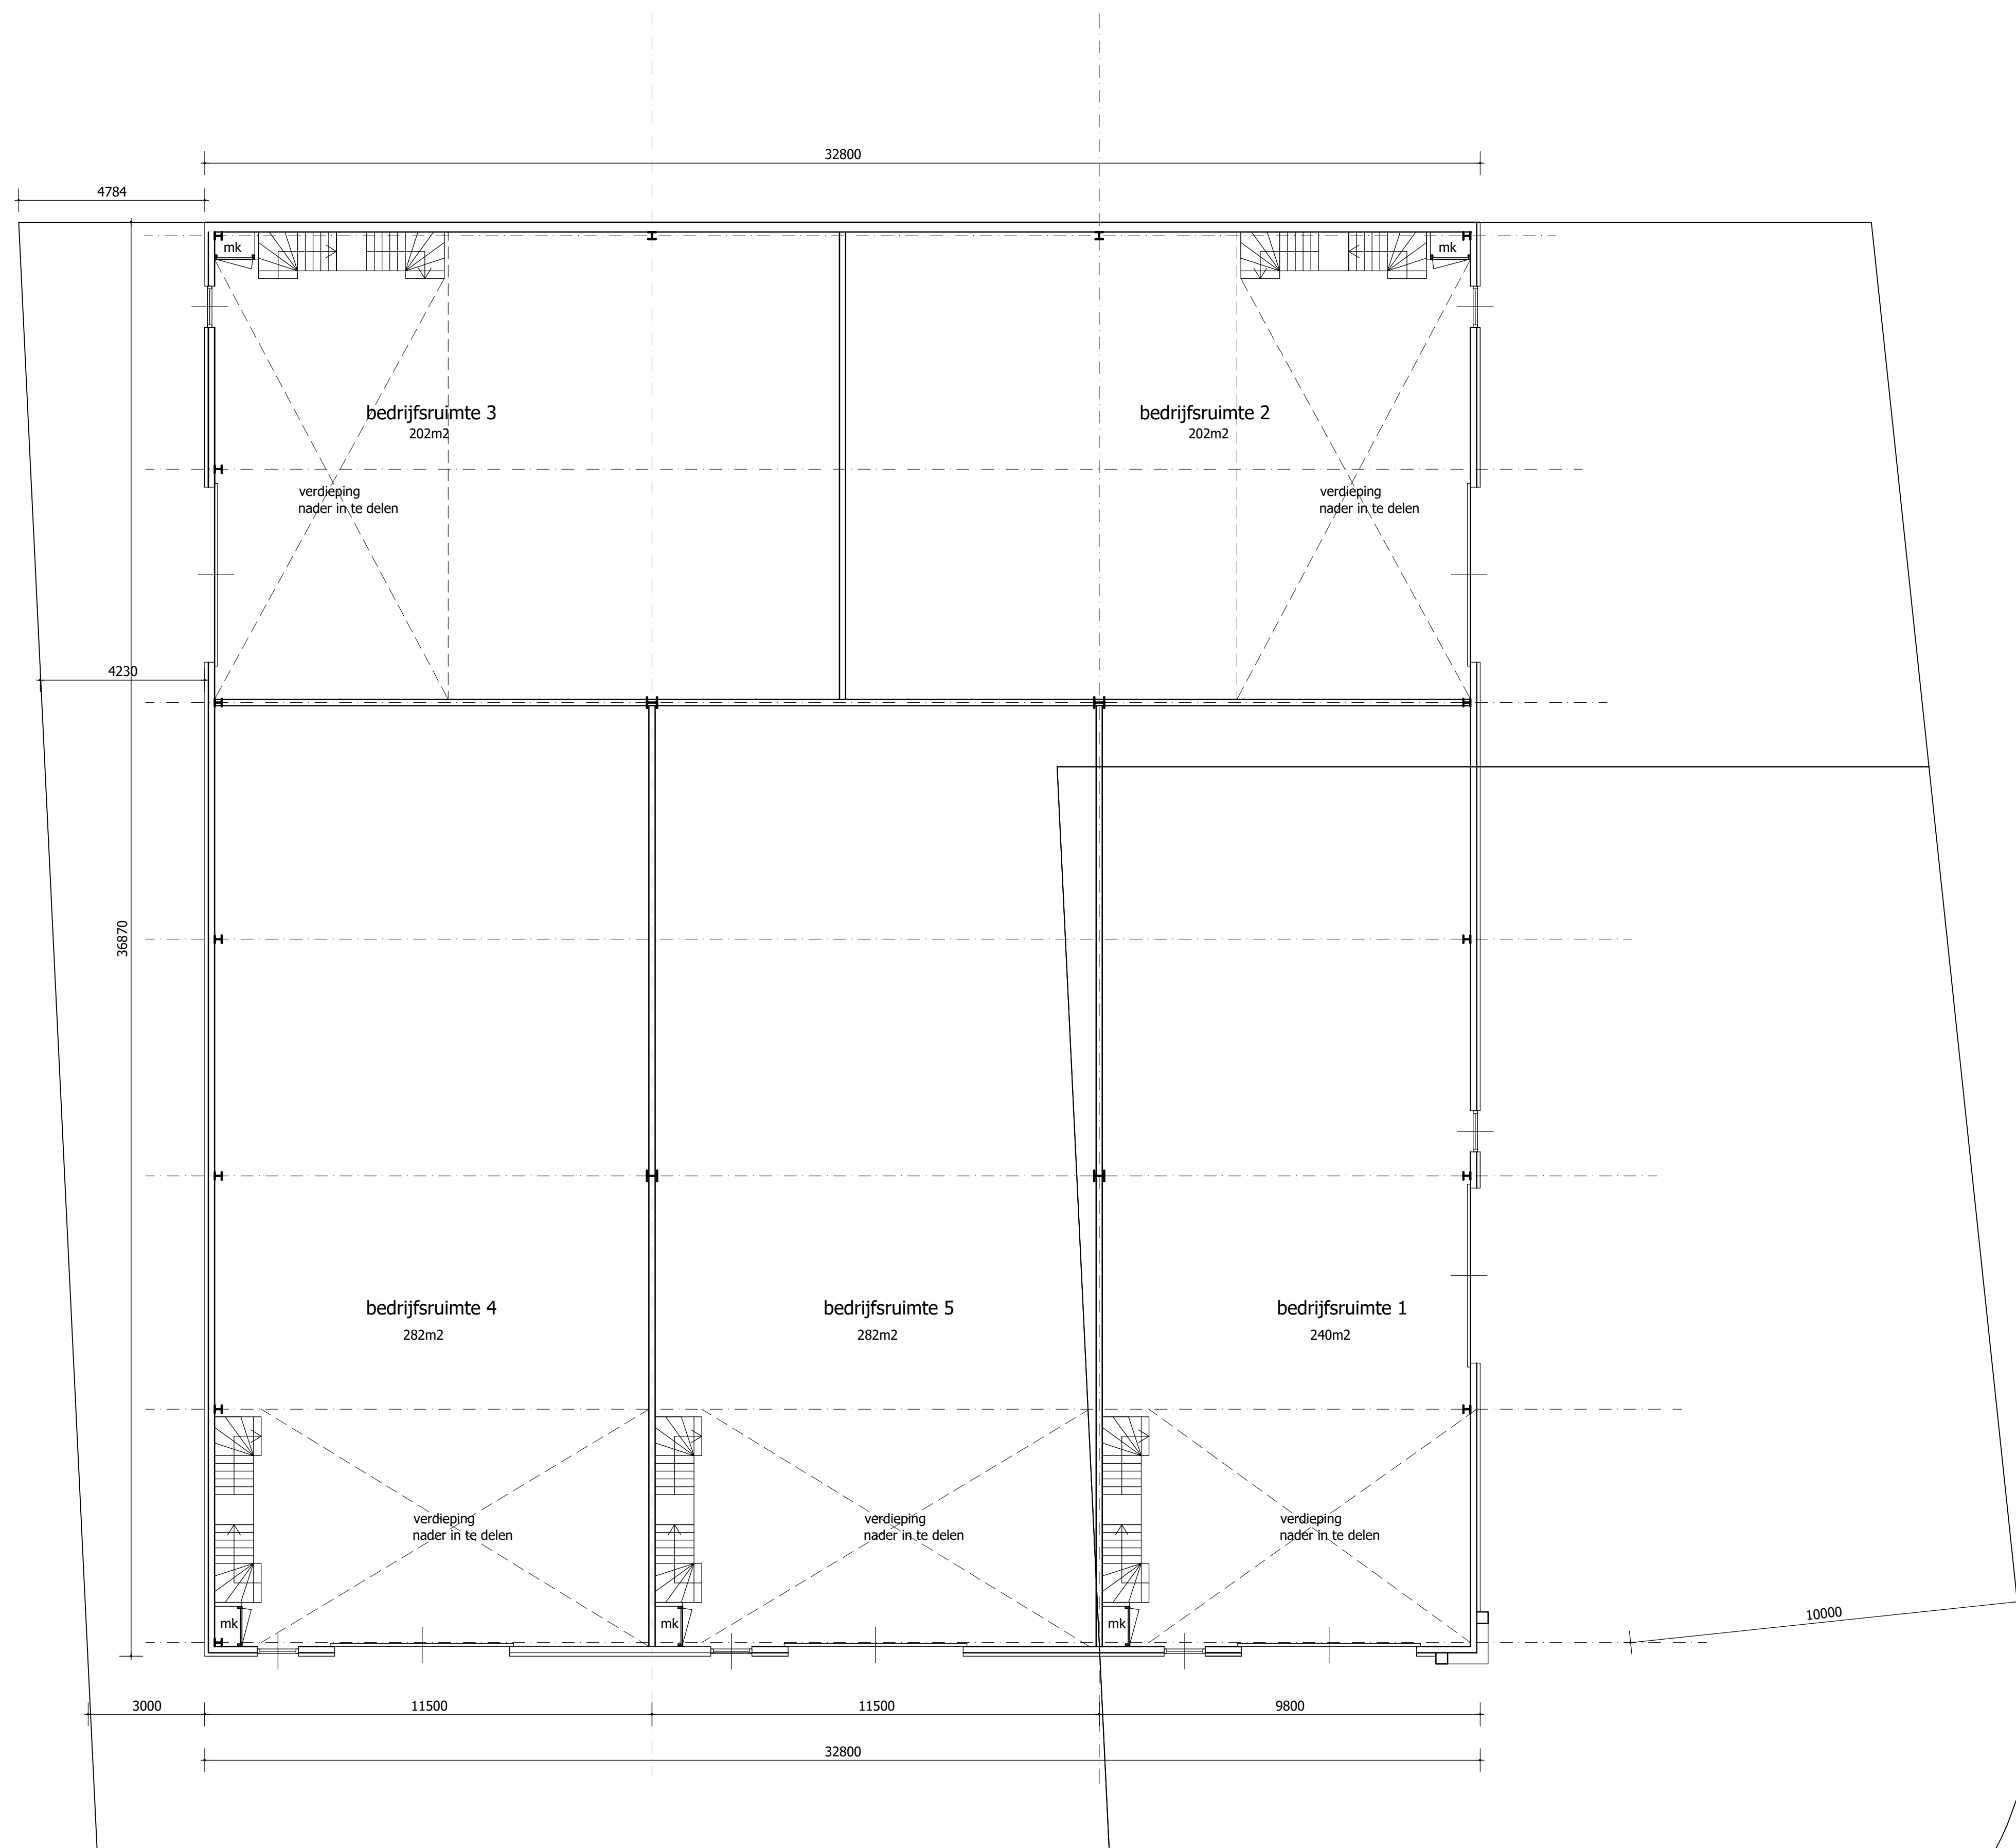 32800
4784
mk
mk
bedrijfsruimte 3
202m2
bedrijfsruimte 2
202m2
verdieping
nader in te delen
verdieping
nader in te delen
4230
36870
bedrijfsruimte 4
282m2
bedrijfsruimte 5
282m2
bedrijfsruimte 1
240m2
verdieping
nader in te delen
verdieping
nader in te delen
verdieping
nader in te delen
mk
mk
mk
10000
3000
11500
11500
9800
32800